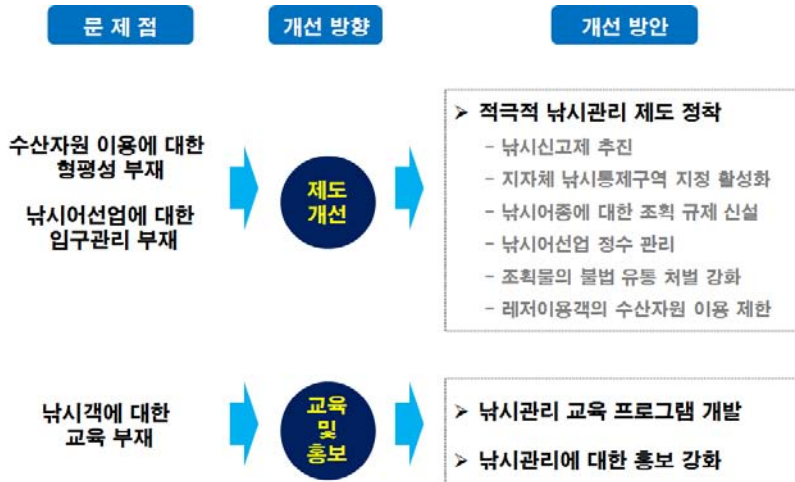 문 제 점
개선 방향
개선 방안
수산자원 이용에 대한
형평성 부재
낚시어선업에 대한
입구관리 부재
제도
개선
➢ 적극적 낚시관리 제도 정착
- 낚시신고제 추진
- 지자체 낚시통제구역 지정 활성화
- 낚시어종에 대한 조획 규제 신설
- 낚시어선업 정수 관리
- 조획물의 불법 유통 처벌 강화
- 레저이용객의 수산자원 이용 제한
낚시객에 대한
교육 부재
교육
및
홍보
➢ 낚시관리 교육 프로그램 개발
➢ 낚시관리에 대한 홍보 강화